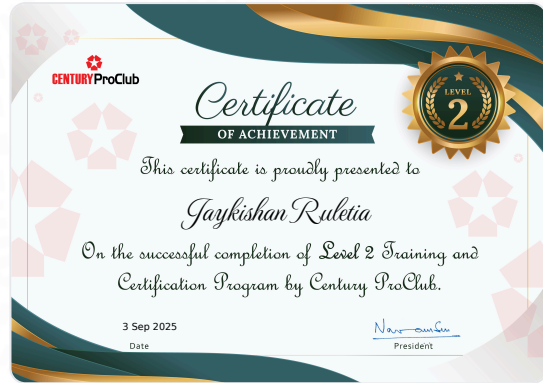 CENTURY ProClub
Certificate
OF ACHIEVEMENT
LEVEL
2
This certificate is proudly presented to
Jaykishan Ruletia
On the successful completion of Level 2 Training and
Certification Program by Century ProClub.
3 Sep 2025
Date
President